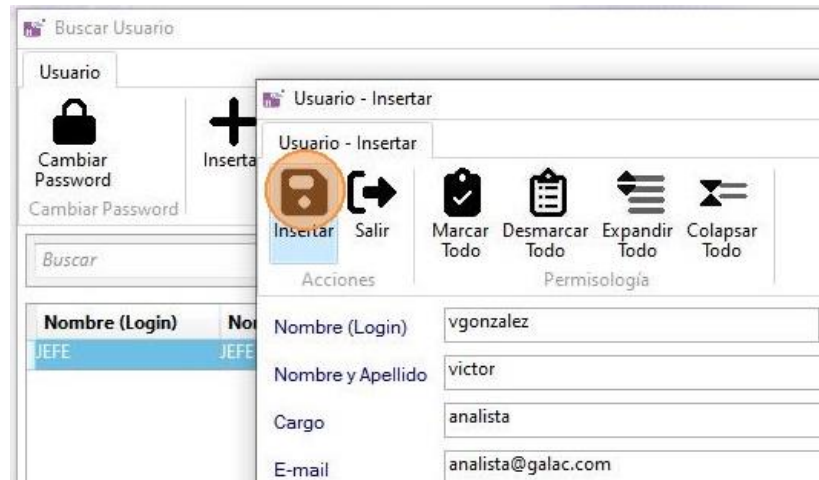 Buscar Usuario
Usuario
Cambiar
Password
Cambiar Password
Inserta
Buscar
Nombre (Login)
No
JEFE
JEFE
Usuario - Insertar
Usuario - Insertar
Insertar
Salir
Acciones
Marcar
Todo
Desmarcar
Todo
Expandir
Todo
Colapsar
Todo
Permisología
Nombre (Login)
vgonzalez
Nombre y Apellido
victor
Cargo
analista
E-mail
analista@galac.com